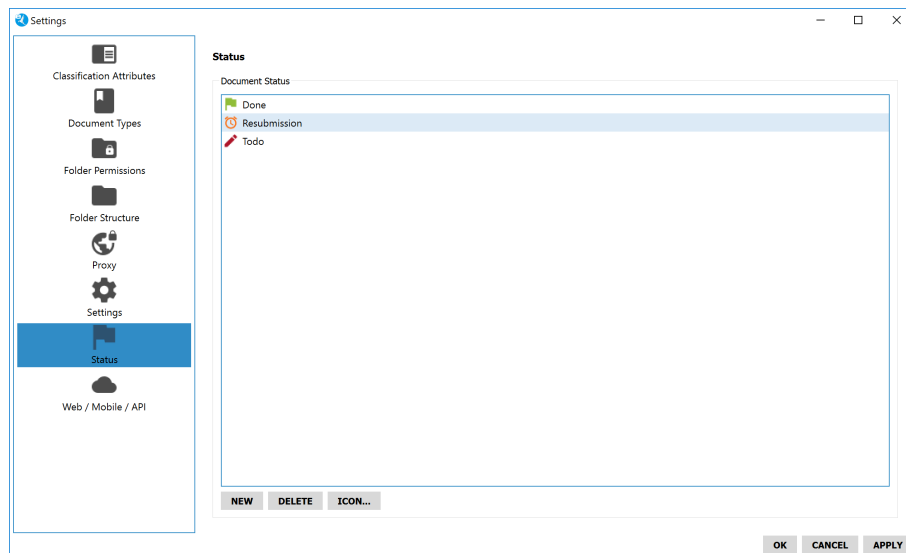 Settings
Classification Attributes
Document Types
Folder Permissions
Folder Structure
Proxy
Settings
Status
Web / Mobile / API
Status
Document Status
Done
Resubmission
Todo
NEW DELETE ICON...
OK CANCEL APPLY